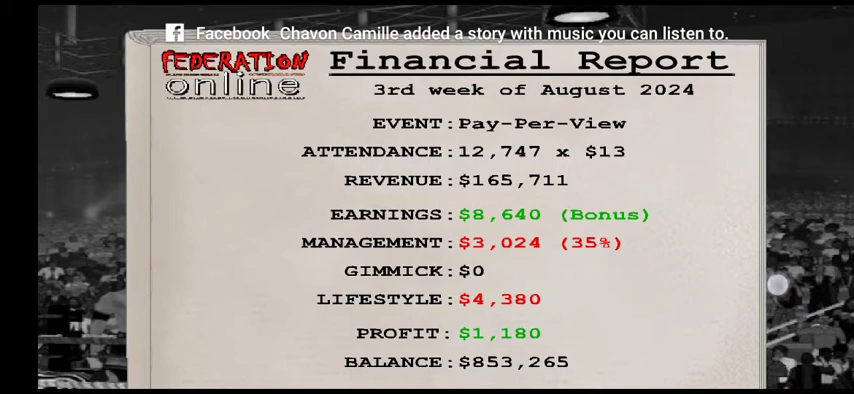 Facebook Chavon Camille added a story with music you can listen to.
FEDERATION
online
Financial Report
3rd week of August 2024
EVENT: Pay-Per-View
ATTENDANCE: 12,747 x $13
REVENUE: $165,711
EARNINGS: $8,640 (Bonus)
MANAGEMENT: $3,024 (35%)
GIMMICK: $0
LIFESTYLE: $4,380
PROFIT: $1,180
BALANCE: $853,265